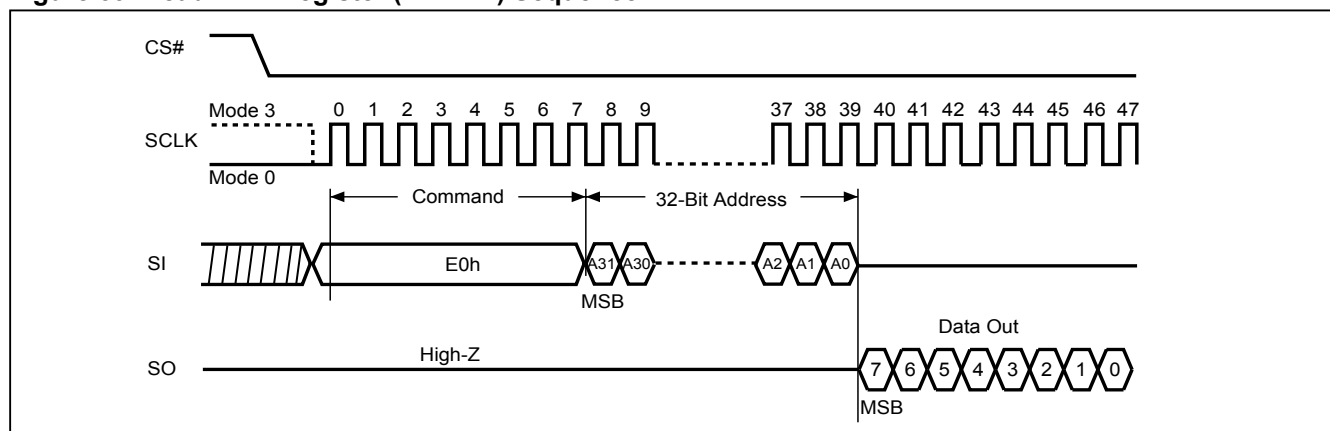 CS#
Mode 3
0 1 2 3 4 5 6 7 8 9 37 38 39 40 41 42 43 44 45 46 47
SCLK
Mode 0
Command 32-Bit Address
SI E0h A31 A30 A2 A1 A0
MSB
Data Out
High-Z
SO 7 6 5 4 3 2 1 0
MSB